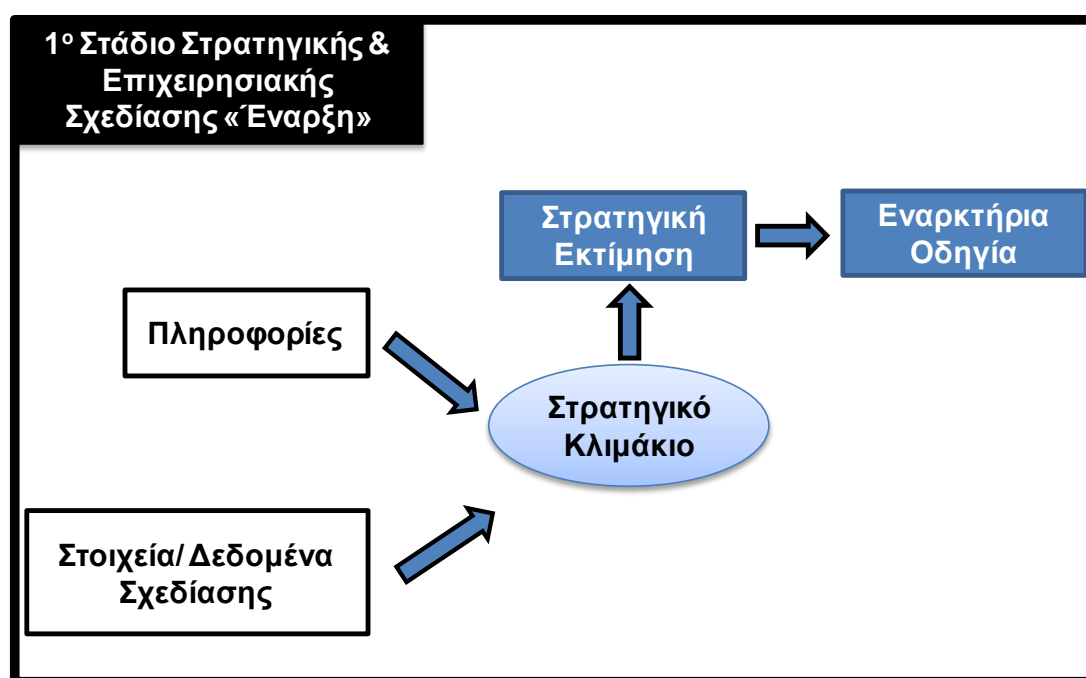 1ο Στάδιο Στρατηγικής &
Επιχειρησιακής
Σχεδίασης «Έναρξη»
Στρατηγική
Εκτίμηση
Εναρκτήρια
Οδηγία
Πληροφορίες
Στρατηγικό
Κλιμάκιο
Στοιχεία/ Δεδομένα
Σχεδίασης